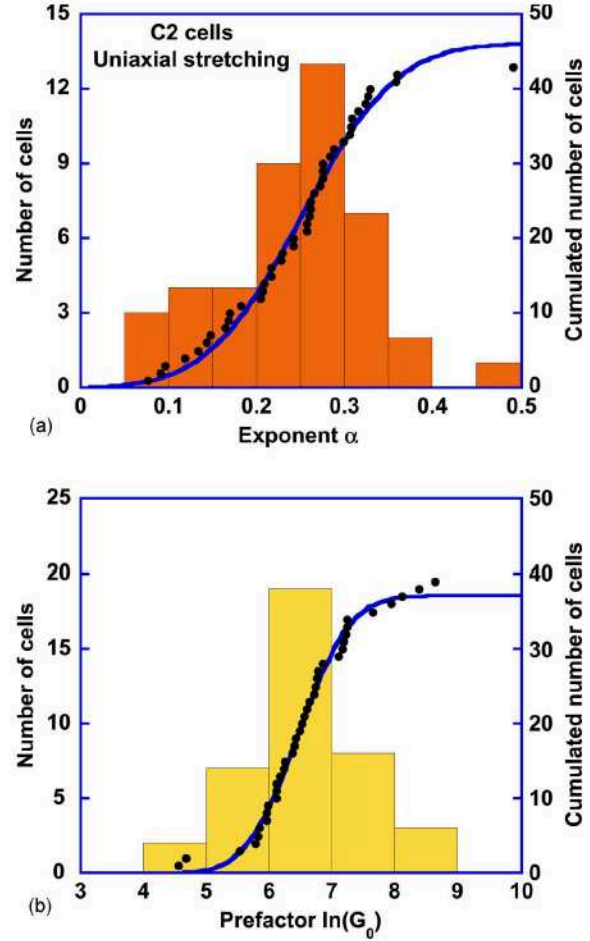 C2 cells
Uniaxial stretching
15
12
9
6
3
0
Number of cells
50
40
30
20
10
0
Cumulated number of cells
0 0.1 0.2 0.3 0.4 0.5
Exponent α
(a)
25
20
15
10
5
0
Number of cells
50
40
30
20
10
0
Cumulated number of cells
3 4 5 6 7 8 9 10
Prefactor ln(G₀)
(b)